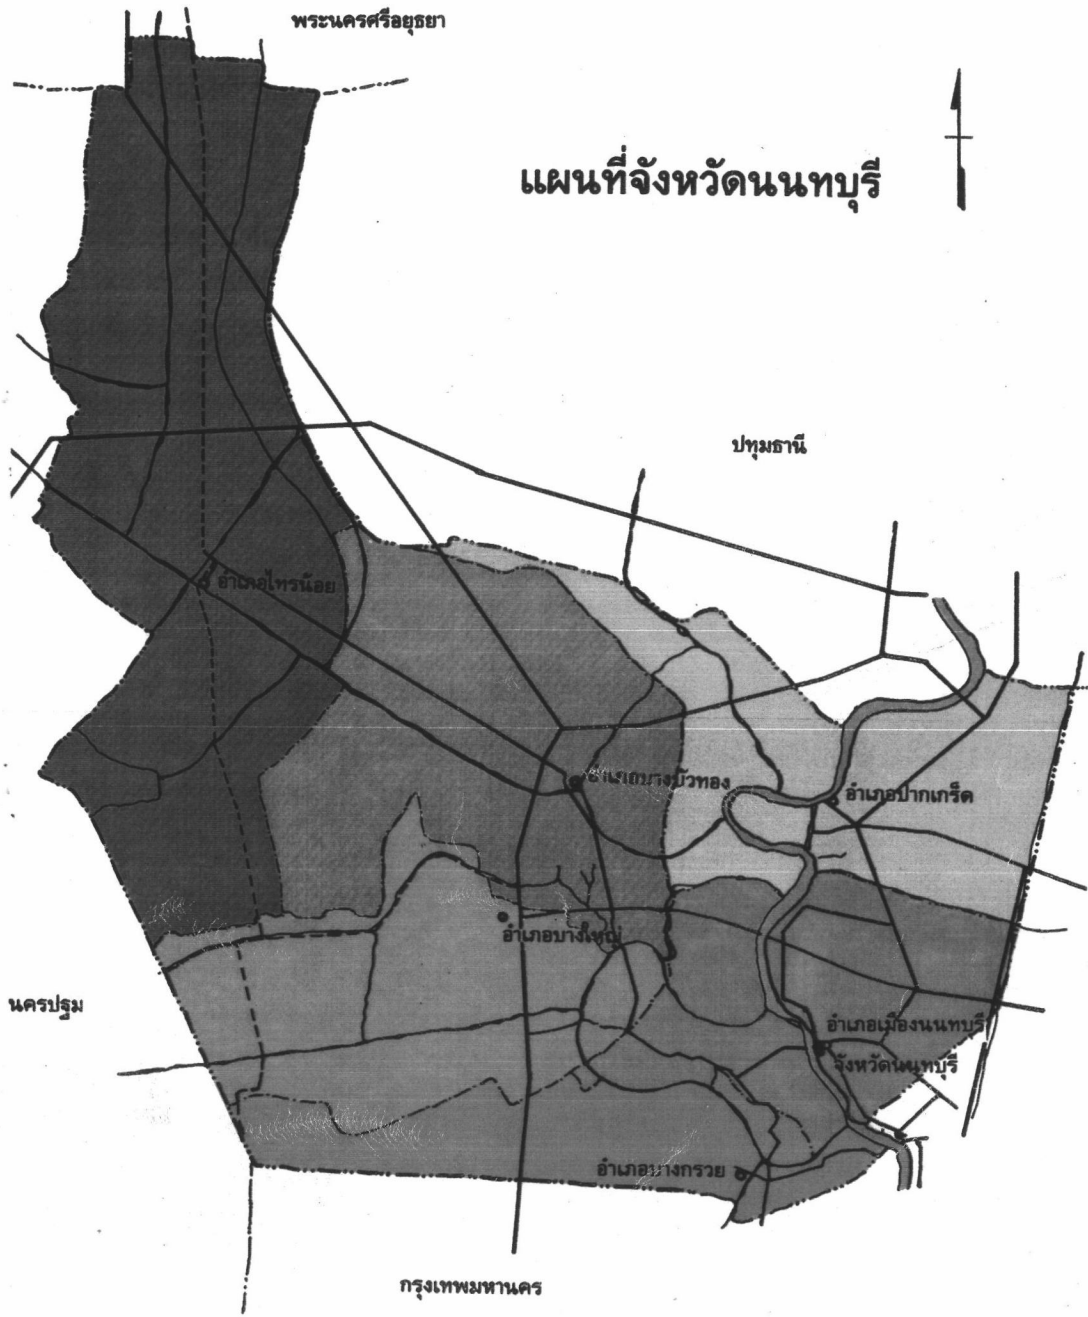 พระนครศรีอยุธยา
แผนที่จังหวัดนนทบุรี
ปทุมธานี
อำเภอไทรน้อย
อำเภอบางบัวทอง
อำเภอปากเกร็ด
อำเภอบางใหญ่
นครปฐม
อำเภอเมืองนนทบุรี
จังหวัดนนทบุรี
อำเภอบางกรวย
กรุงเทพมหานคร